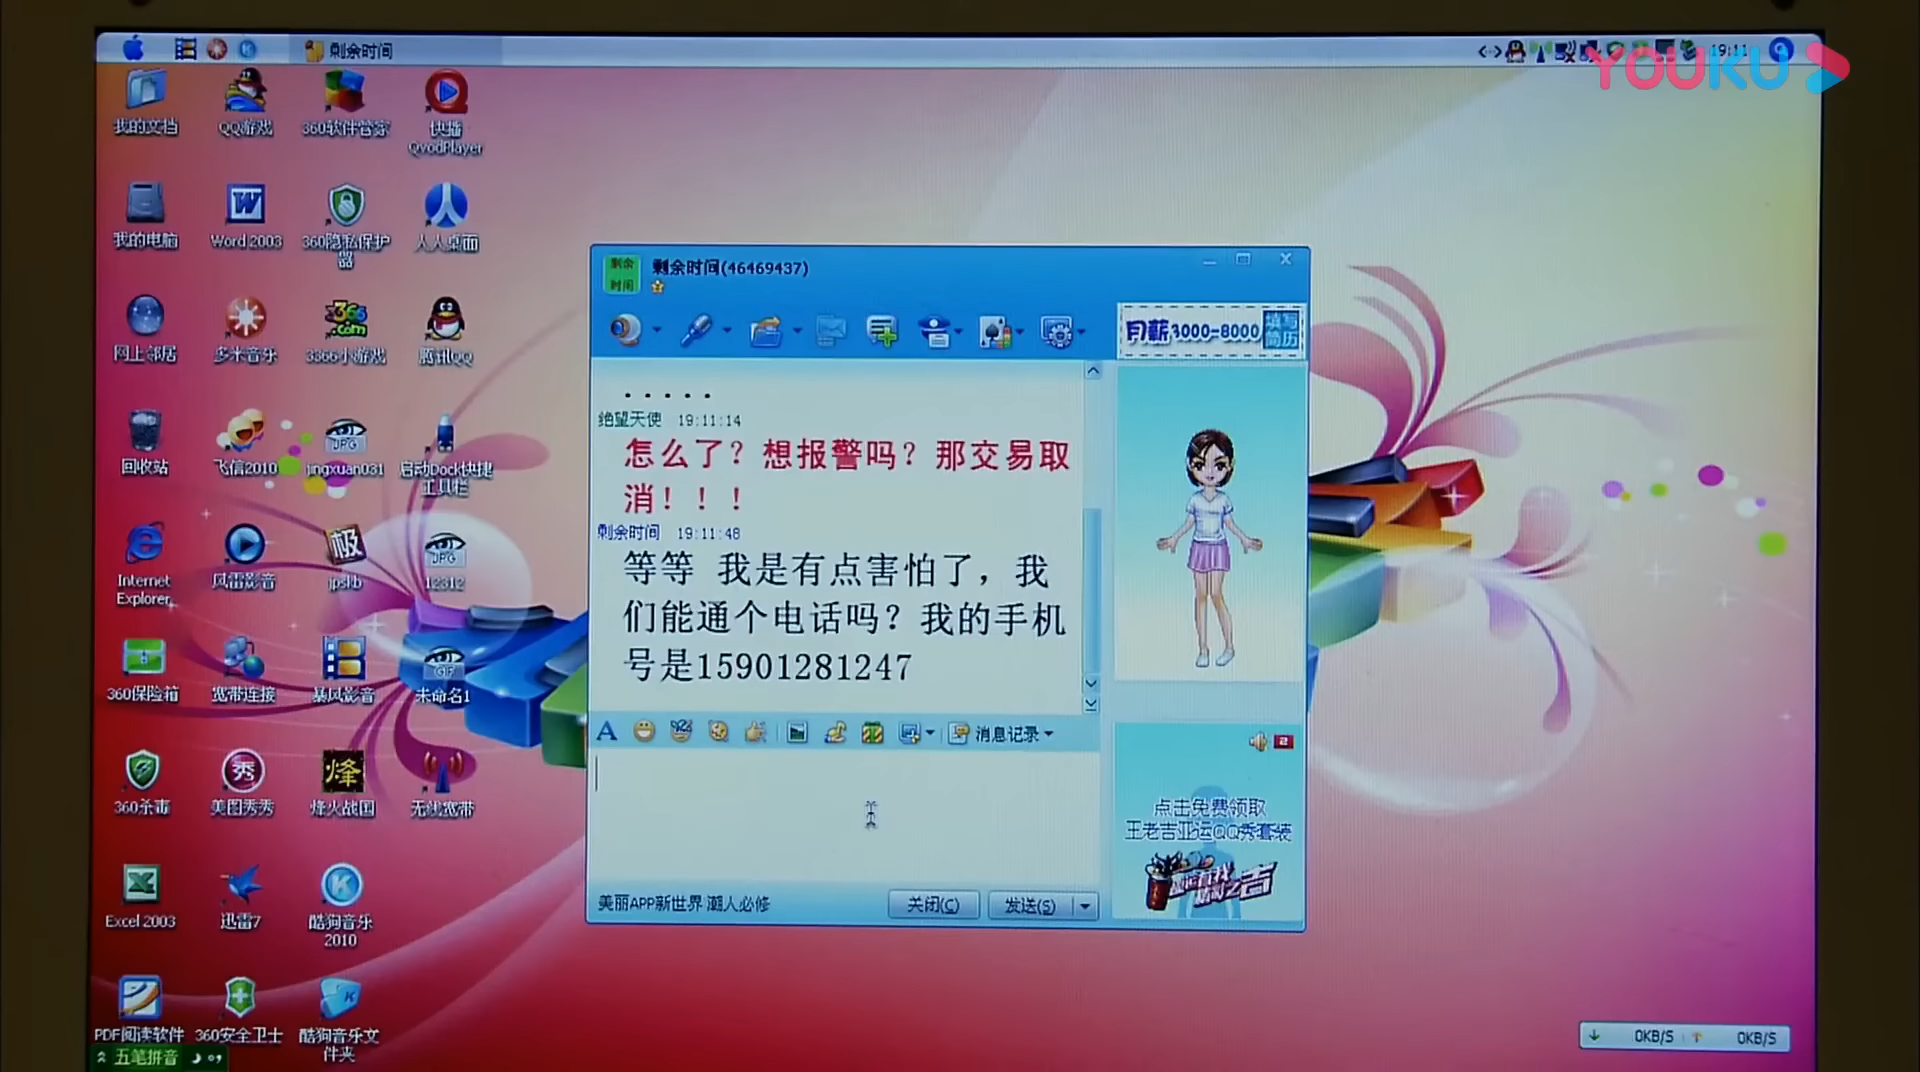 剩余时间
19:11
YOUKU
我的文档
QQ游戏
360软件管家
快播
QvodPlayer
我的电脑
Word 2003
360隐私保护
器
人人桌面
网上邻居
多米音乐
3366小游戏
腾讯QQ
回收站
飞信2010
jingxuan031
启动Dock快捷
工具栏
Internet
Explorer
风雷影音
jpslb
12312
360保险箱
宽带连接
暴风影音
未命名1
360杀毒
美图秀秀
烽火战国
无线宽带
Excel 2003
迅雷7
酷狗音乐
2010
PDF阅读软件
360安全卫士
酷狗音乐文
件夹
五笔拼音
剩余
时间
剩余时间(46469437)
月薪3000-8000
填写
简历
. . . . .
绝望天使 19:11:14
怎么了？想报警吗？那交易取
消！！！
剩余时间 19:11:48
等等 我是有点害怕了，我
们能通个电话吗？我的手机
号是15901281247
消息记录
点击免费领取
王老吉亚运QQ秀套装
美丽APP新世界 潮人必修
关闭(C)
发送(S)
0KB/S
0KB/S